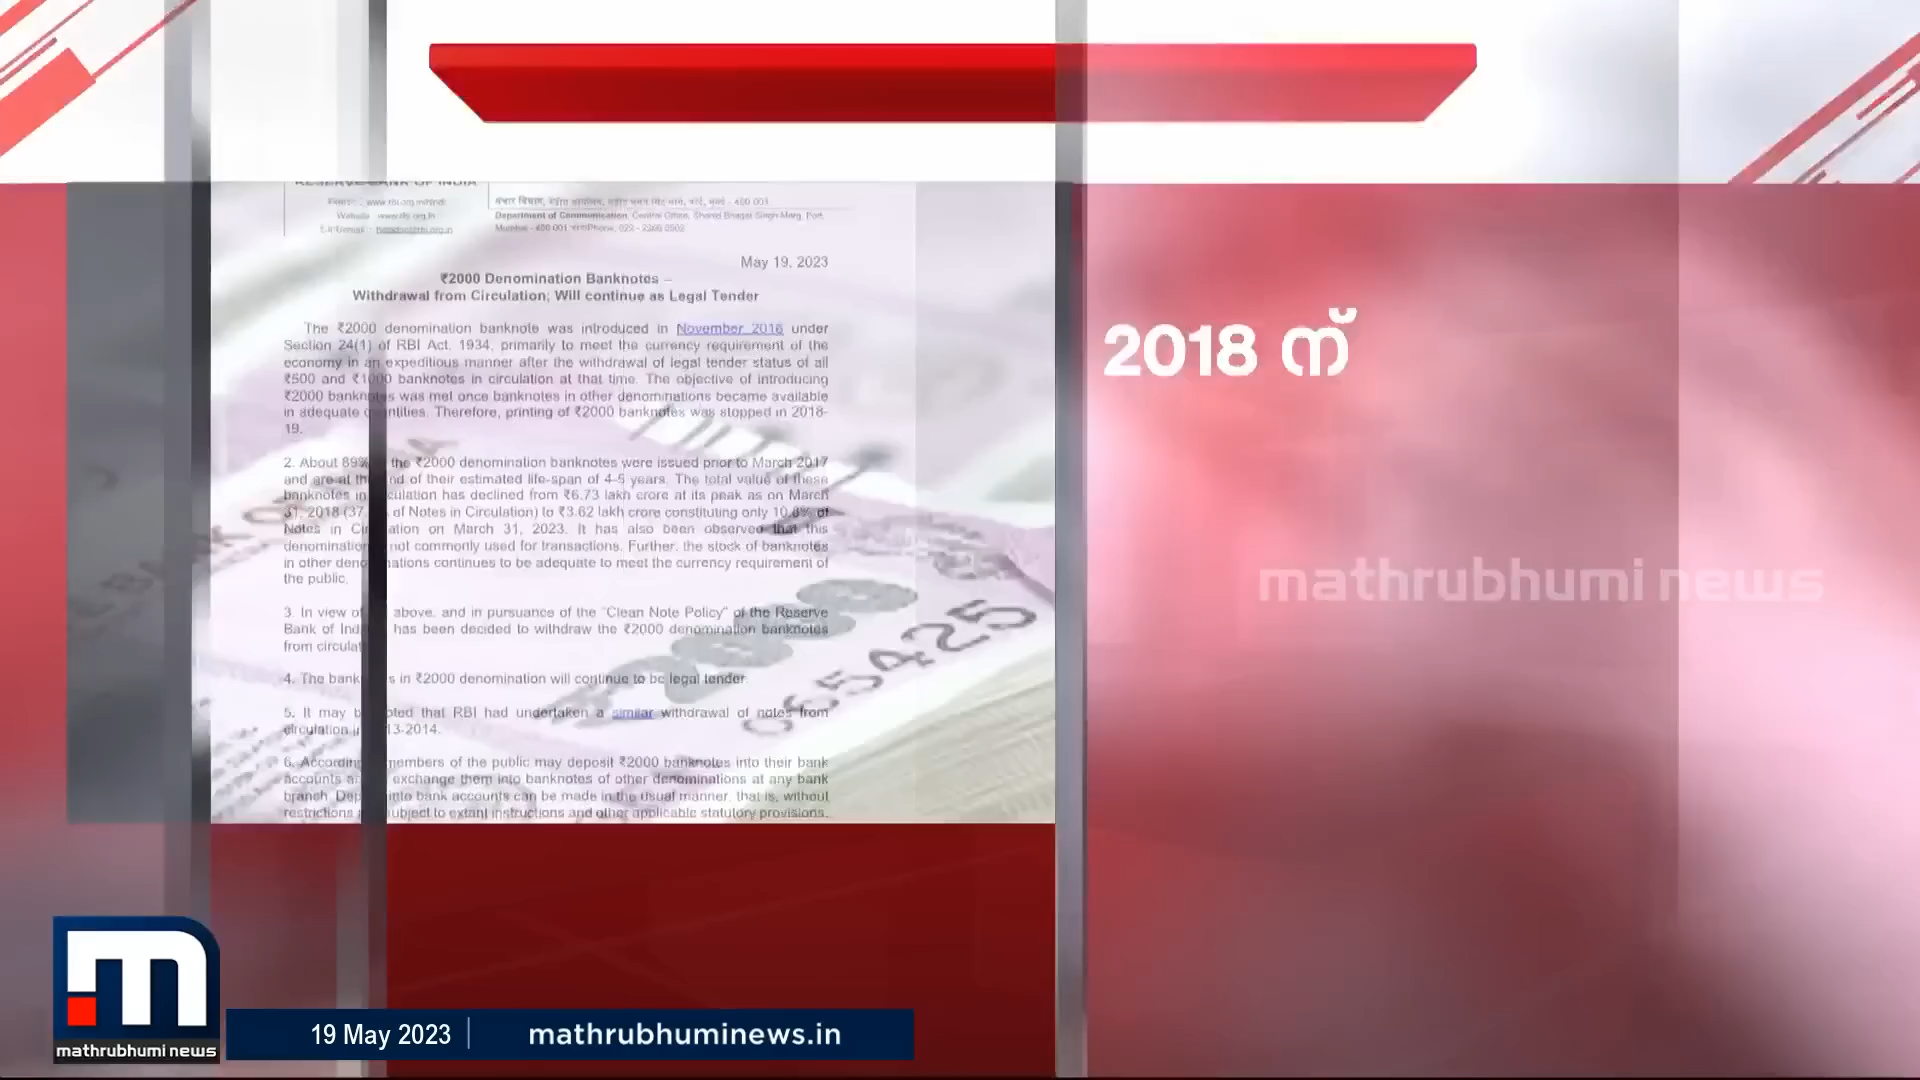 May 19, 2023
₹2000 Denomination Banknotes –
Withdrawal from Circulation; Will continue as Legal Tender
The ₹2000 denomination banknote was introduced in November 2016 under
Section 24(1) of RBI Act, 1934, primarily to meet the currency requirement of the
economy in an expeditious manner after the withdrawal of legal tender status of all
₹500 and ₹1000 banknotes in circulation at that time. The objective of introducing
₹2000 banknotes was met once banknotes in other denominations became available
in adequate quantities. Therefore, printing of ₹2000 banknotes was stopped in 2018-
19.
2. About 89% the ₹2000 denomination banknotes were issued prior to March 2017
and are at the end of their estimated life-span of 4-5 years. The total value of these
banknotes in circulation has declined from ₹6.73 lakh crore at its peak as on March
31, 2018 (37. of Notes in Circulation) to ₹3.62 lakh crore constituting only 10.8% of
Notes in Circulation on March 31, 2023. It has also been observed that this
denomination not commonly used for transactions. Further, the stock of banknotes
in other denominations continues to be adequate to meet the currency requirement of
the public.
3. In view of above, and in pursuance of the “Clean Note Policy” of the Reserve
Bank of India, has been decided to withdraw the ₹2000 denomination banknotes
from circulat
4. The banknotes in ₹2000 denomination will continue to be legal tender.
5. It may be noted that RBI had undertaken a similar withdrawal of notes from
circulation in 2013-2014.
6. Accordingly, members of the public may deposit ₹2000 banknotes into their bank
accounts and exchange them into banknotes of other denominations at any bank
branch. Deposit into bank accounts can be made in the usual manner, that is, without
restrictions subject to extant instructions and other applicable statutory provisions.
065425
2018 ന്
mathrubhumi news
mathrubhumi news
19 May 2023
mathrubhuminews.in